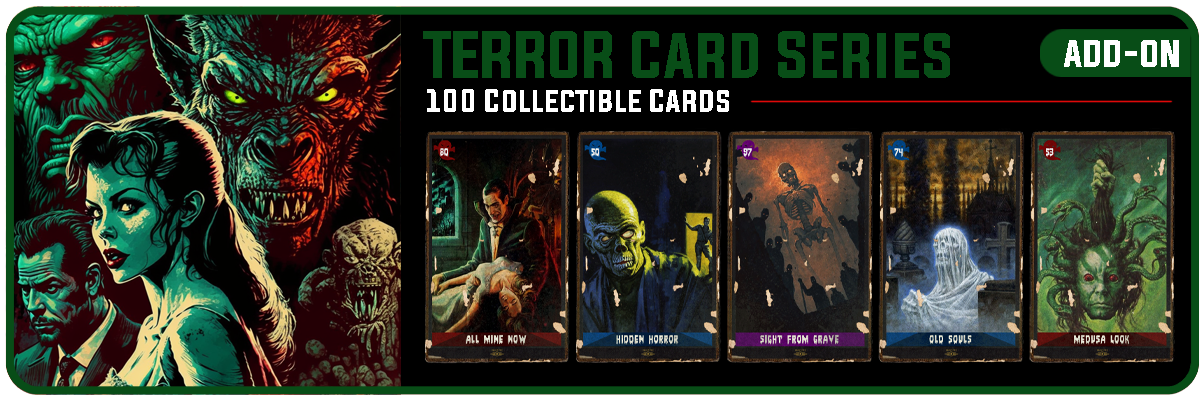 TERROR CARD SERIES
ADD-ON
100 COLLECTIBLE CARDS
80
50
97
74
53
ALL MINE NOW
HIDDEN HORROR
SIGHT FROM GRAVE
OLD SOULS
MEDUSA LOOK